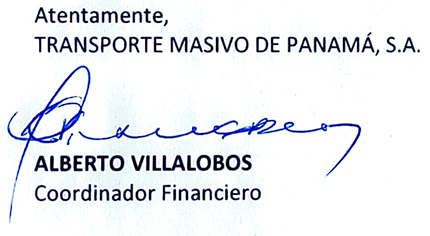 Atentamente,
TRANSPORTE MASIVO DE PANAMÁ, S.A.
ALBERTO VILLALOBOS
Coordinador Financiero